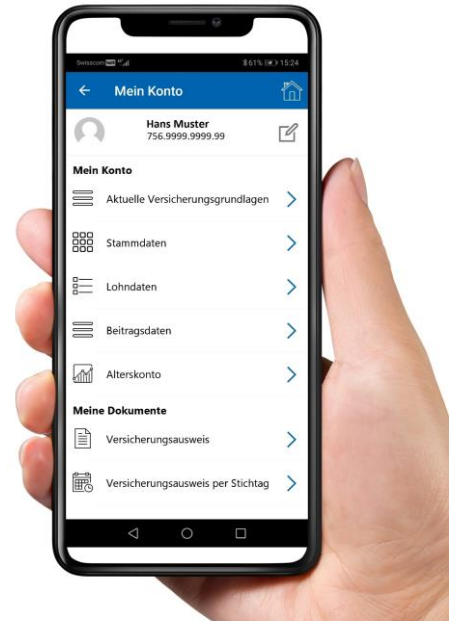 Swisscom
61% 15:24
Mein Konto
Hans Muster
756.9999.9999.99
Mein Konto
Aktuelle Versicherungsgrundlagen
Stammdaten
Lohndaten
Beitragsdaten
Alterskonto
Meine Dokumente
Versicherungsausweis
Versicherungsausweis per Stichtag